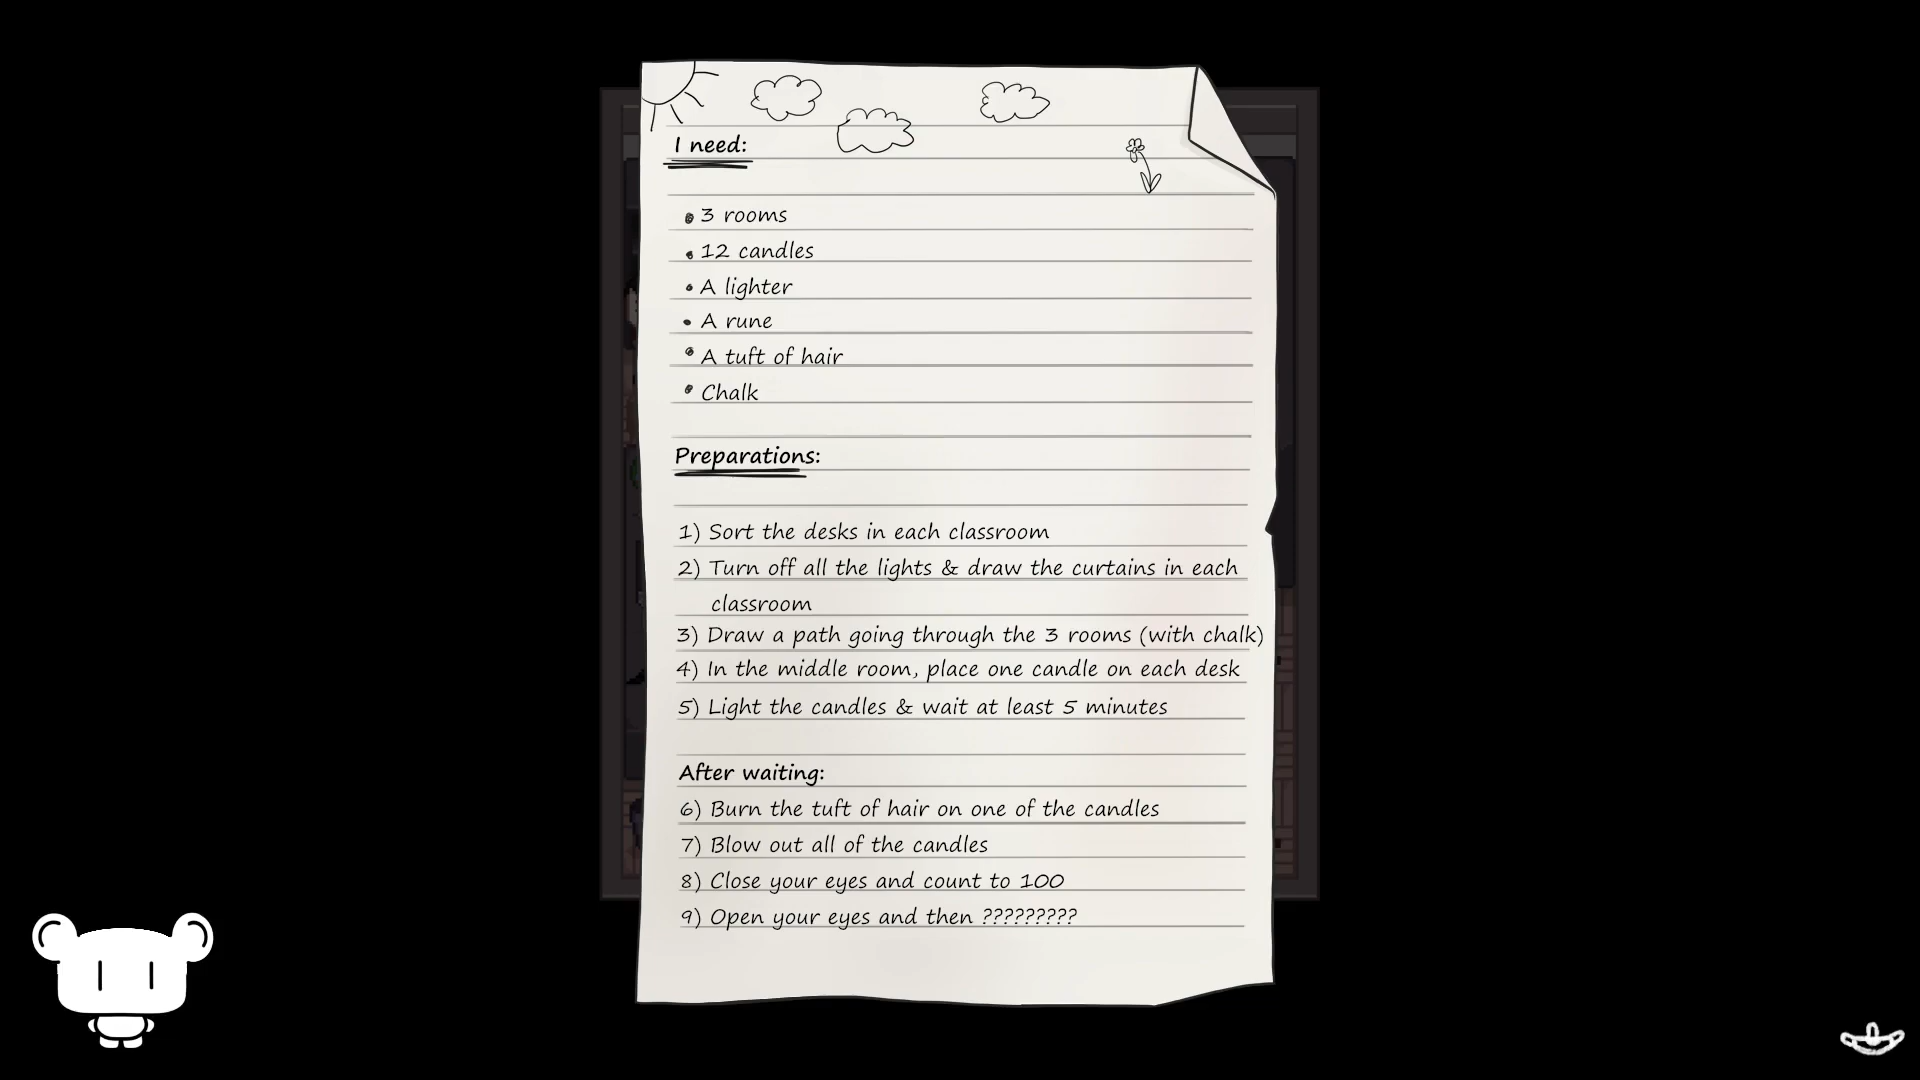 I need:
• 3 rooms
• 12 candles
• A lighter
• A rune
• A tuft of hair
• Chalk
Preparations:
1) Sort the desks in each classroom
2) Turn off all the lights & draw the curtains in each
classroom
3) Draw a path going through the 3 rooms (with chalk)
4) In the middle room, place one candle on each desk
5) Light the candles & wait at least 5 minutes
After waiting:
6) Burn the tuft of hair on one of the candles
7) Blow out all of the candles
8) Close your eyes and count to 100
9) Open your eyes and then ?????????